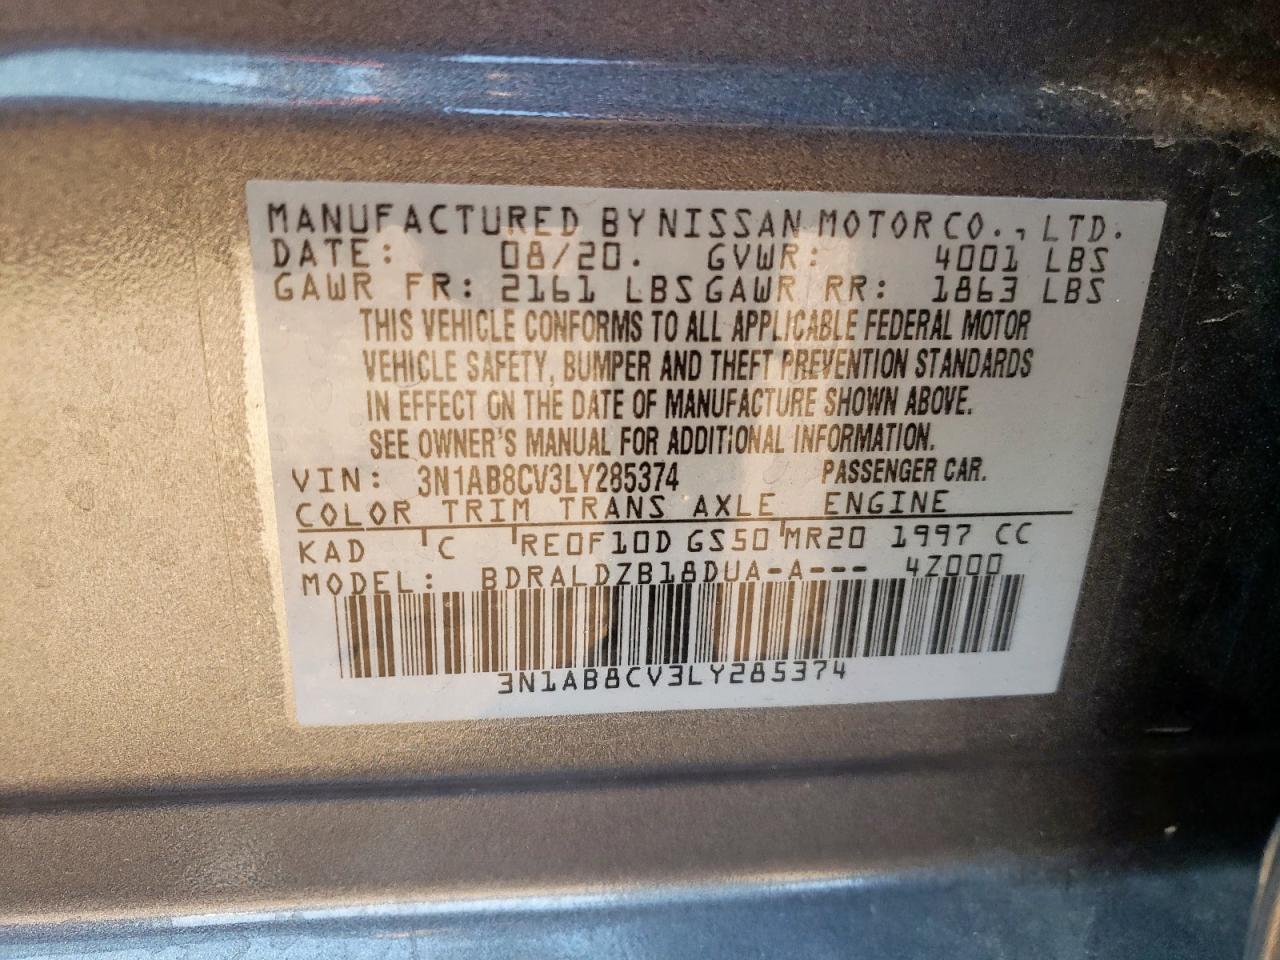 MANUFACTURED BY NISSAN MOTOR CO., LTD.
DATE: 08/20. GVWR: 4001 LBS
GAWR FR: 2161 LBS GAWR RR: 1863 LBS
THIS VEHICLE CONFORMS TO ALL APPLICABLE FEDERAL MOTOR
VEHICLE SAFETY, BUMPER AND THEFT PREVENTION STANDARDS
IN EFFECT ON THE DATE OF MANUFACTURE SHOWN ABOVE.
SEE OWNER'S MANUAL FOR ADDITIONAL INFORMATION.
VIN: 3N1AB8CV3LY285374 PASSENGER CAR.
COLOR TRIM TRANS AXLE ENGINE
KAD C RE0F10D GS50 MR20 1997 CC
MODEL: BDRALDZB18DUA-A--- 4Z000
3N1AB8CV3LY285374